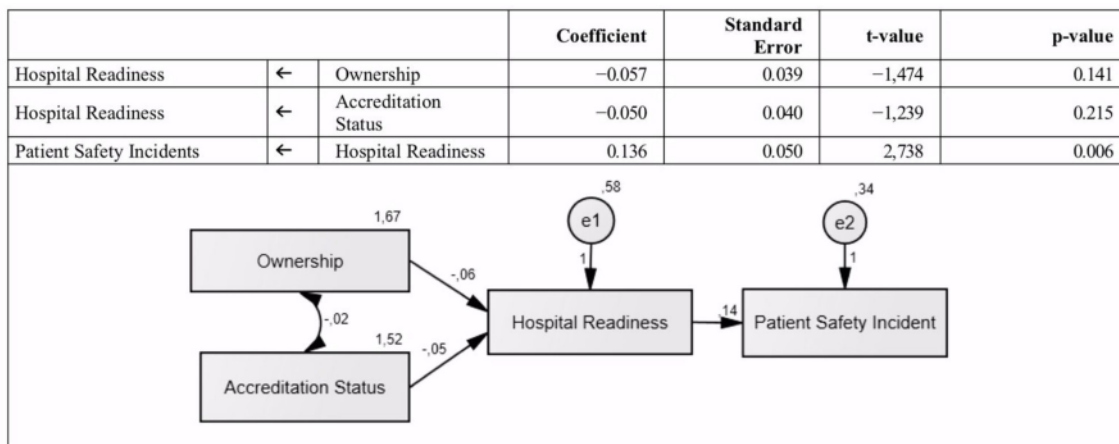 Coefficient Standard Error t-value p-value
Hospital Readiness ← Ownership −0.057 0.039 −1,474 0.141
Hospital Readiness ← Accreditation Status −0.050 0.040 −1,239 0.215
Patient Safety Incidents ← Hospital Readiness 0.136 0.050 2,738 0.006
,58
,34
e1
e2
1,67
1
1
Ownership
-,06
Hospital Readiness
,14
Patient Safety Incident
-,02
1,52
-,05
Accreditation Status